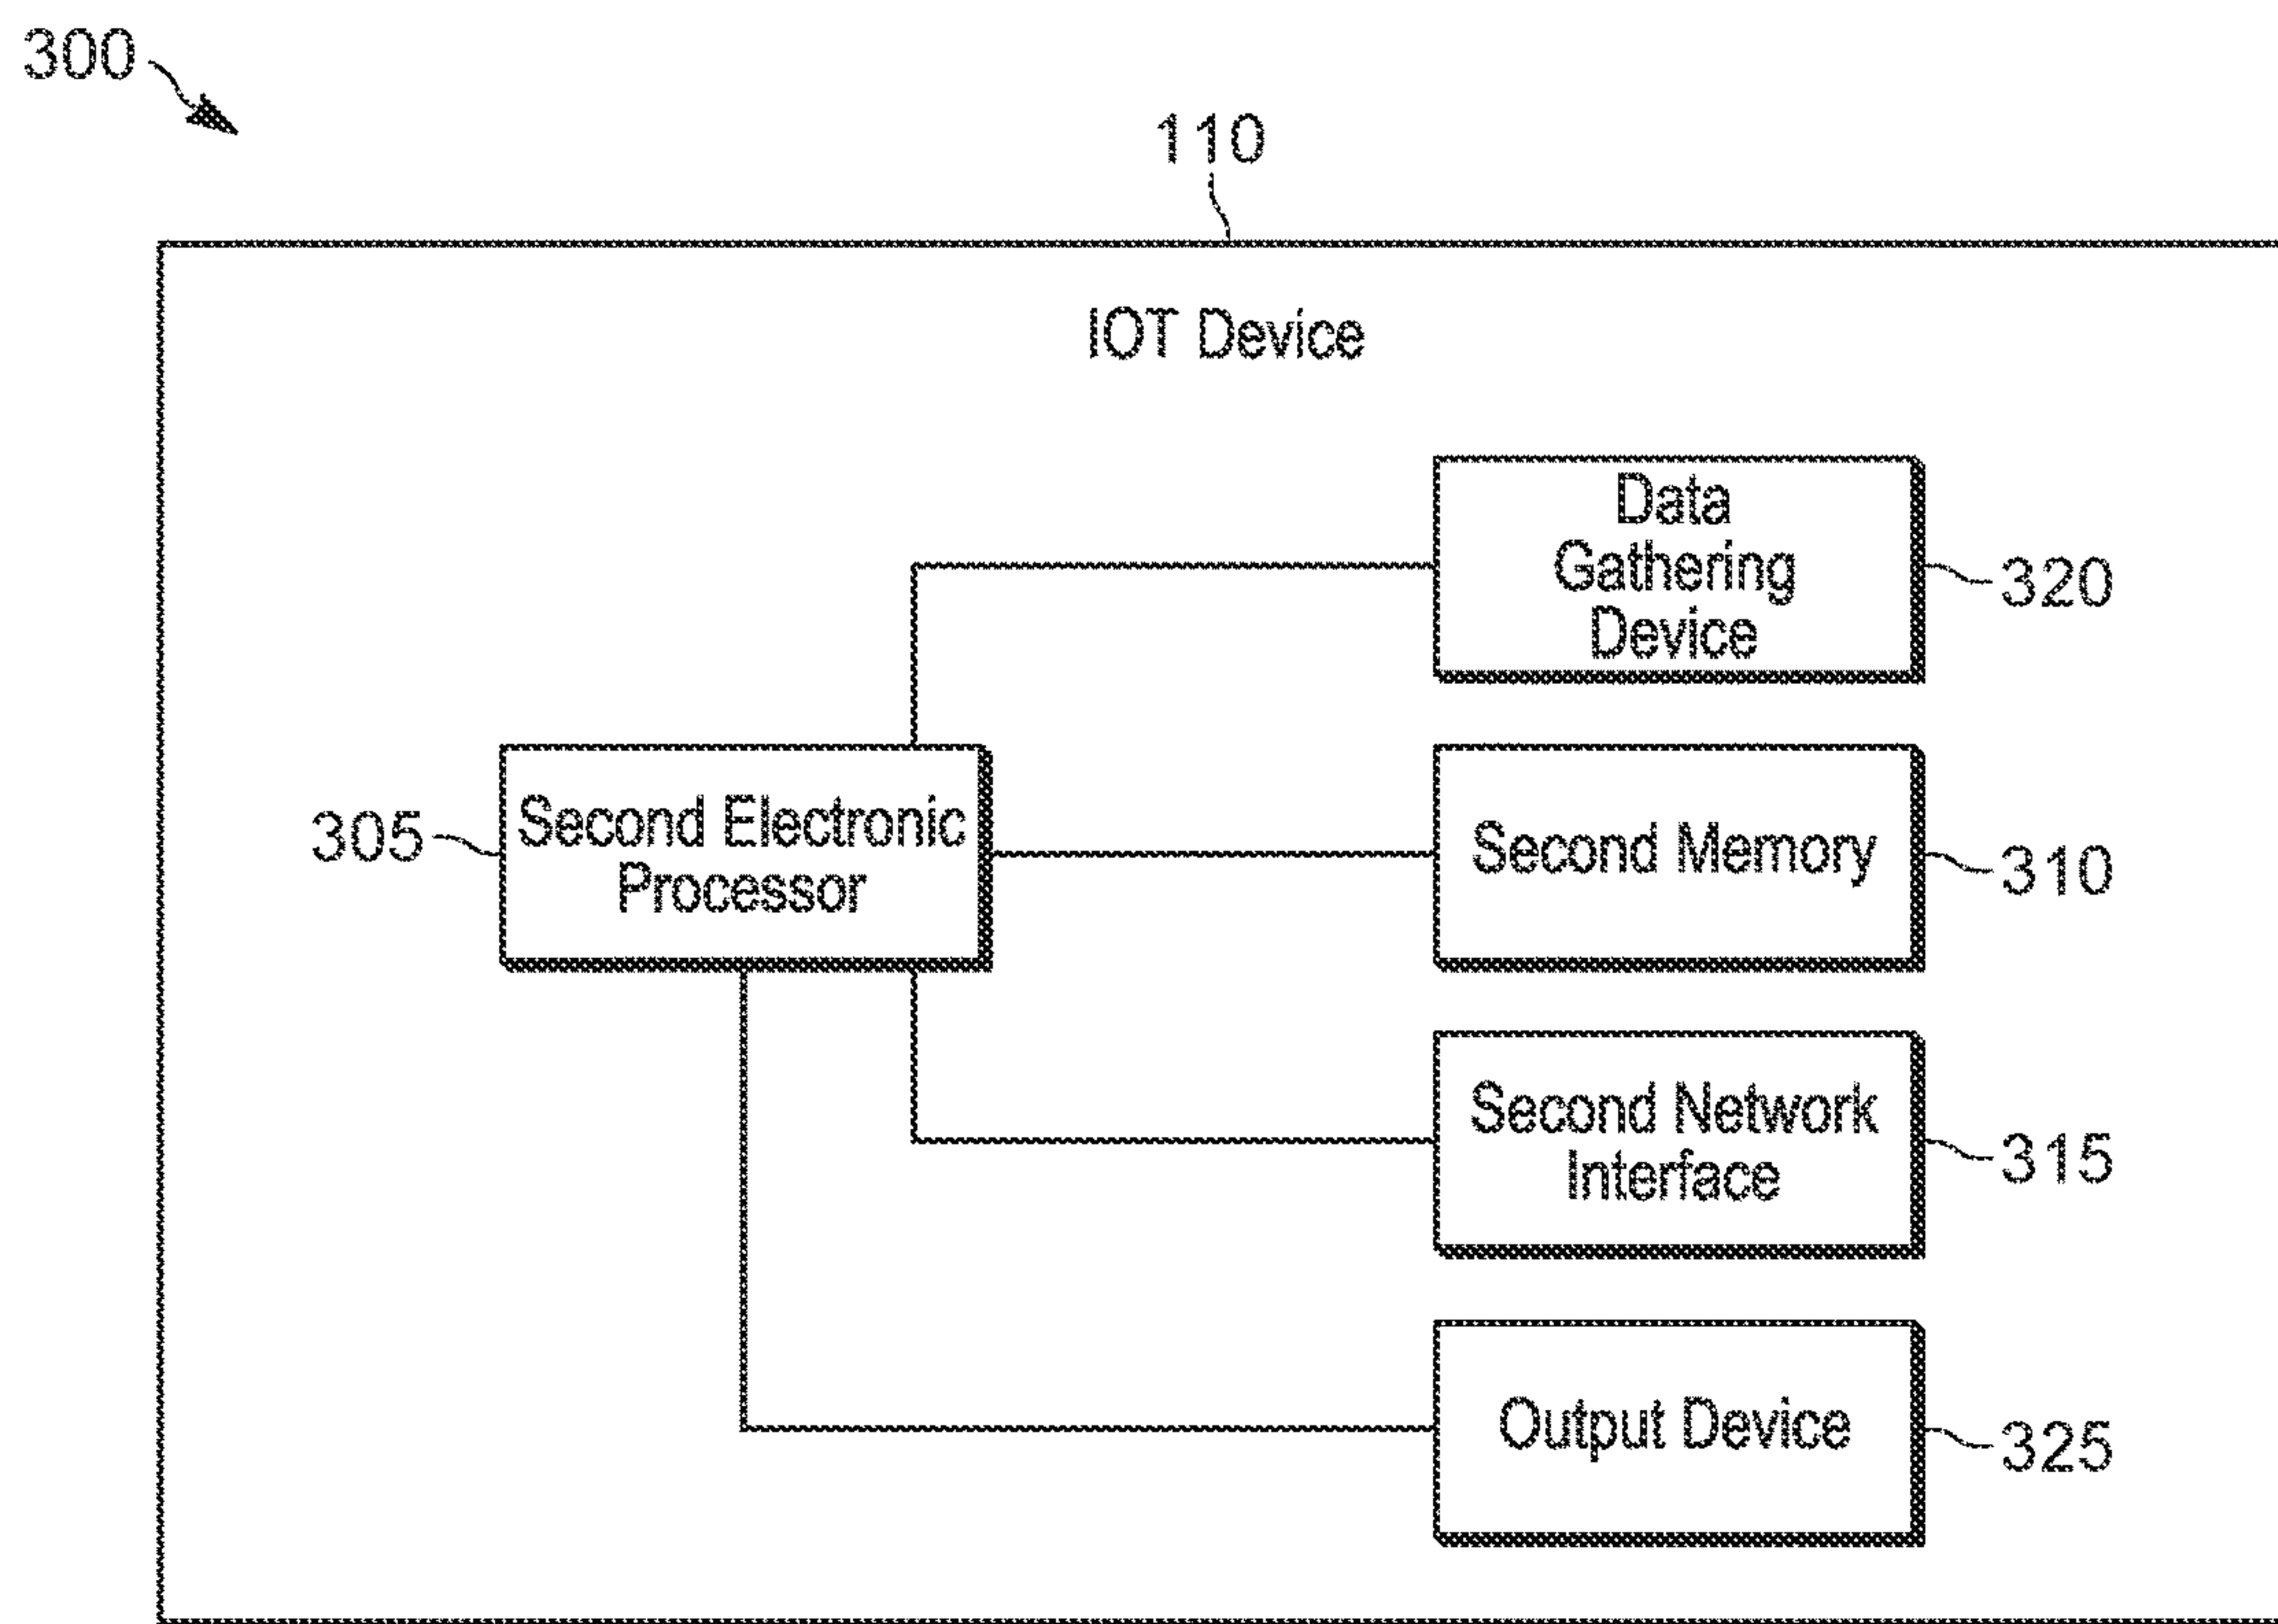 300
110
IOT Device
Data
Gathering
Device
320
305
Second Electronic
Processor
Second Memory
310
Second Network
Interface
315
Output Device
325